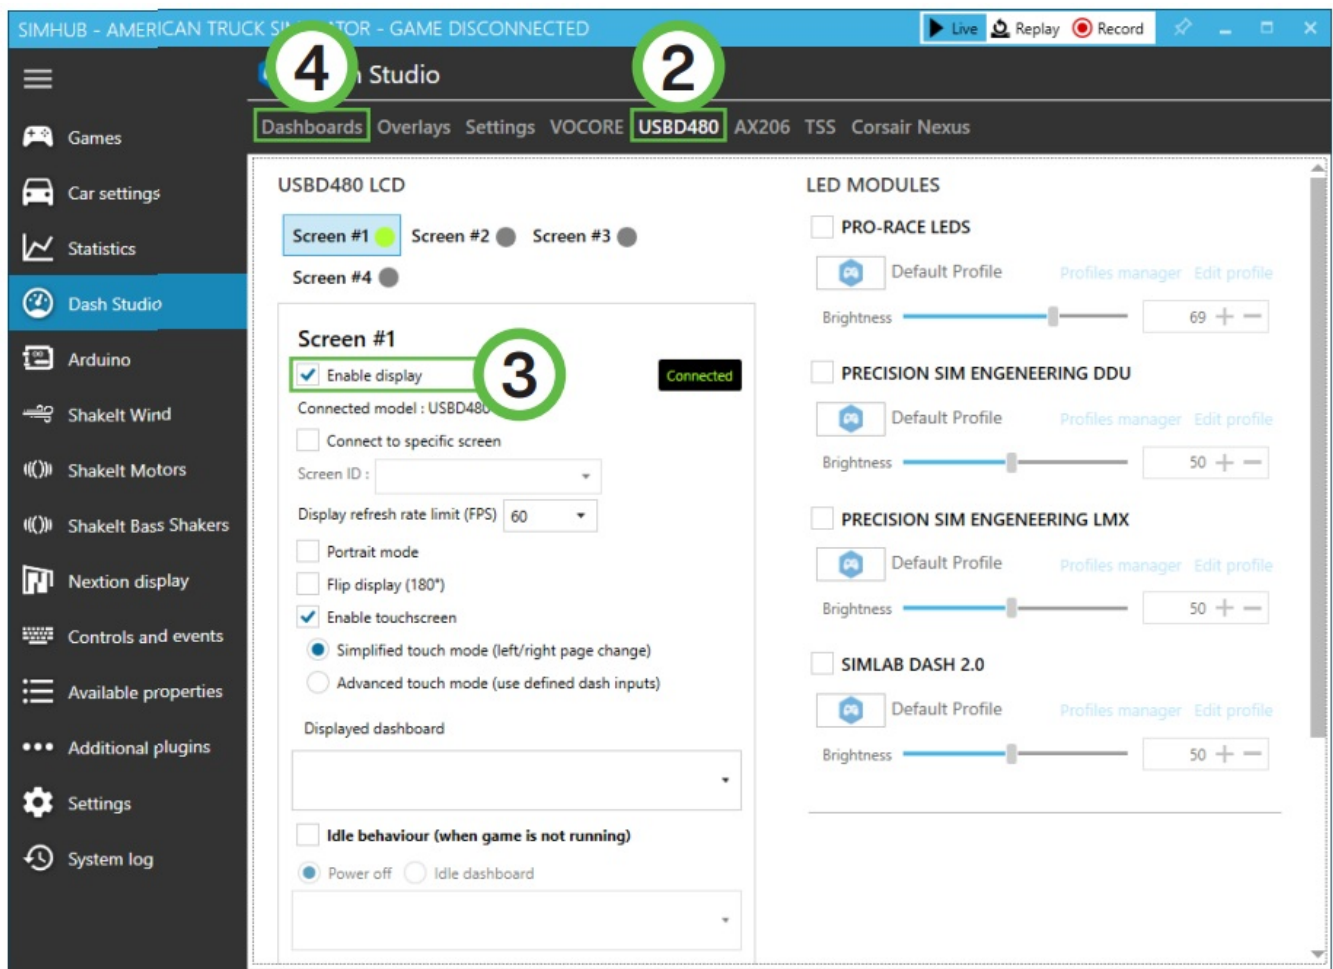 SIMHUB - AMERICAN TRUCK SIM TOR - GAME DISCONNECTED
Live Replay Record
4
Studio
2
Dashboards Overlays Settings VOCORE USBD480 AX206 TSS Corsair Nexus
Games
Car settings
Statistics
Dash Studio
Arduino
ShakeIt Wind
ShakeIt Motors
ShakeIt Bass Shakers
Nextion display
Controls and events
Available properties
Additional plugins
Settings
System log
USBD480 LCD
Screen #1 Screen #2 Screen #3
Screen #4
Screen #1
Enable display
3
Connected
Connected model : USBD480
Connect to specific screen
Screen ID :
Display refresh rate limit (FPS) 60
Portrait mode
Flip display (180°)
Enable touchscreen
Simplified touch mode (left/right page change)
Advanced touch mode (use defined dash inputs)
Displayed dashboard
Idle behaviour (when game is not running)
Power off Idle dashboard
LED MODULES
PRO-RACE LEDS
Default Profile Profiles manager Edit profile
Brightness 69 + −
PRECISION SIM ENGENEERING DDU
Default Profile Profiles manager Edit profile
Brightness 50 + −
PRECISION SIM ENGENEERING LMX
Default Profile Profiles manager Edit profile
Brightness 50 + −
SIMLAB DASH 2.0
Default Profile Profiles manager Edit profile
Brightness 50 + −